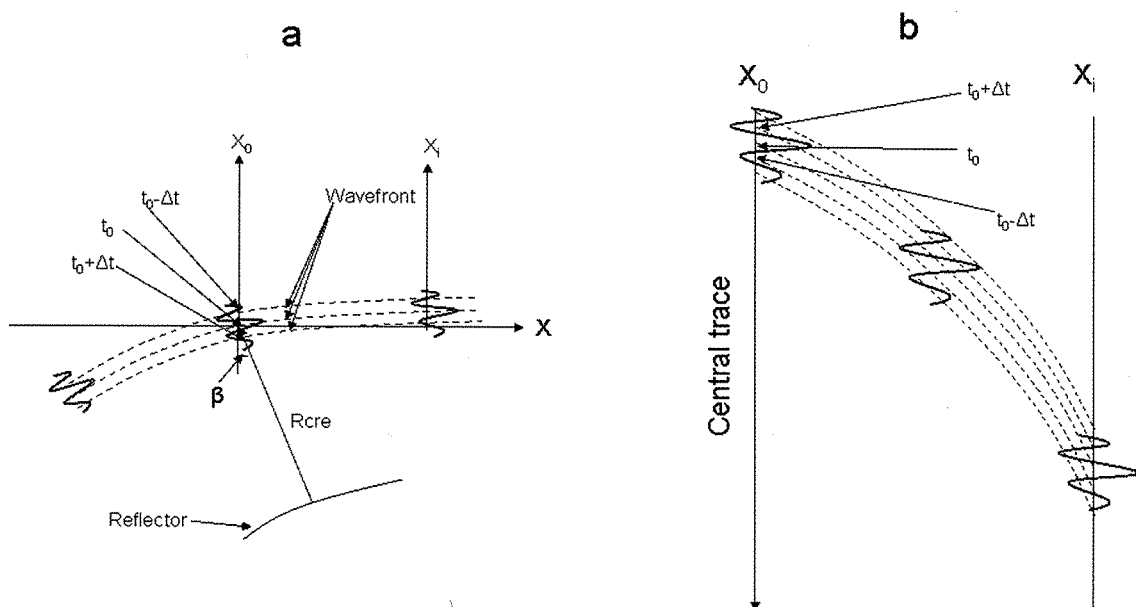 a
X₀
Xᵢ
t₀-Δt
Wavefront
t₀
t₀+Δt
X
β
Rcre
Reflector
b
X₀
Xᵢ
t₀+Δt
t₀
t₀-Δt
Central trace